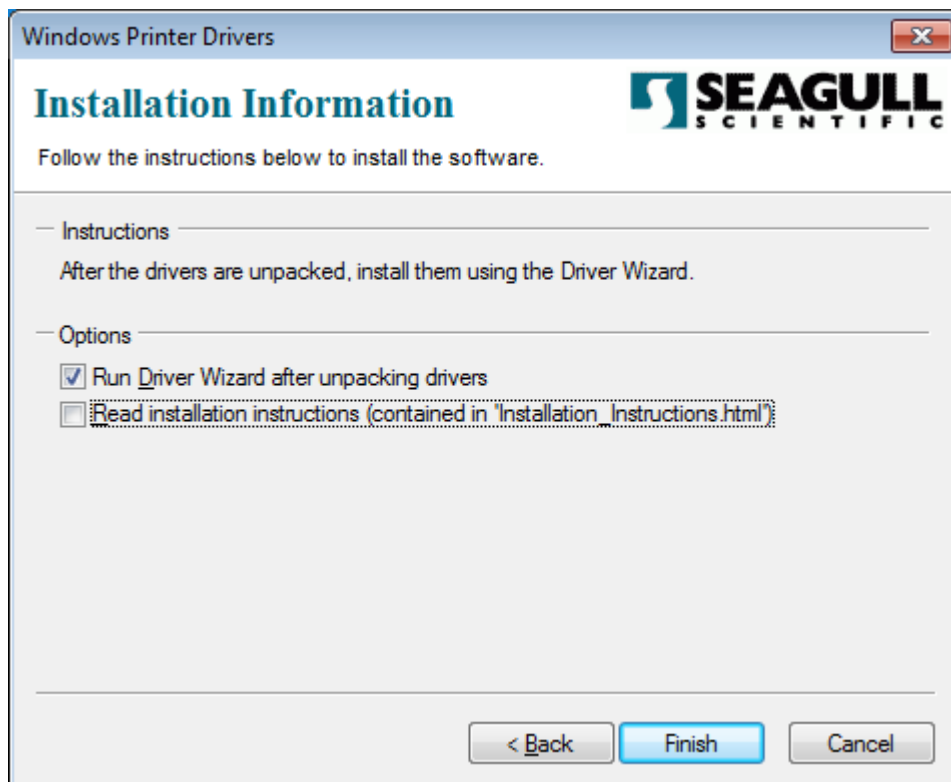 Windows Printer Drivers
Installation Information
SEAGULL
SCIENTIFIC
Follow the instructions below to install the software.
Instructions
After the drivers are unpacked, install them using the Driver Wizard.
Options
Run Driver Wizard after unpacking drivers
Read installation instructions (contained in "Installation_Instructions.html")
< Back
Finish
Cancel